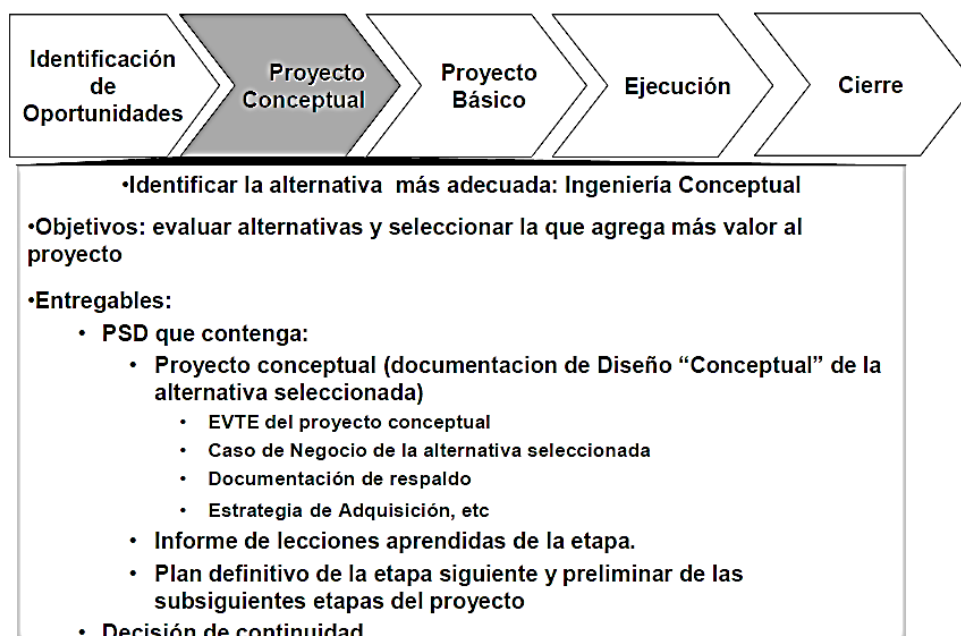 Identificación
de
Oportunidades
Proyecto
Conceptual
Proyecto
Básico
Ejecución
Cierre
•Identificar la alternativa más adecuada: Ingeniería Conceptual
•Objetivos: evaluar alternativas y seleccionar la que agrega más valor al
proyecto
•Entregables:
• PSD que contenga:
• Proyecto conceptual (documentacion de Diseño “Conceptual” de la
alternativa seleccionada)
• EVTE del proyecto conceptual
• Caso de Negocio de la alternativa seleccionada
• Documentación de respaldo
• Estrategia de Adquisición, etc
• Informe de lecciones aprendidas de la etapa.
• Plan definitivo de la etapa siguiente y preliminar de las
subsiguientes etapas del proyecto
• Decisión de continuidad